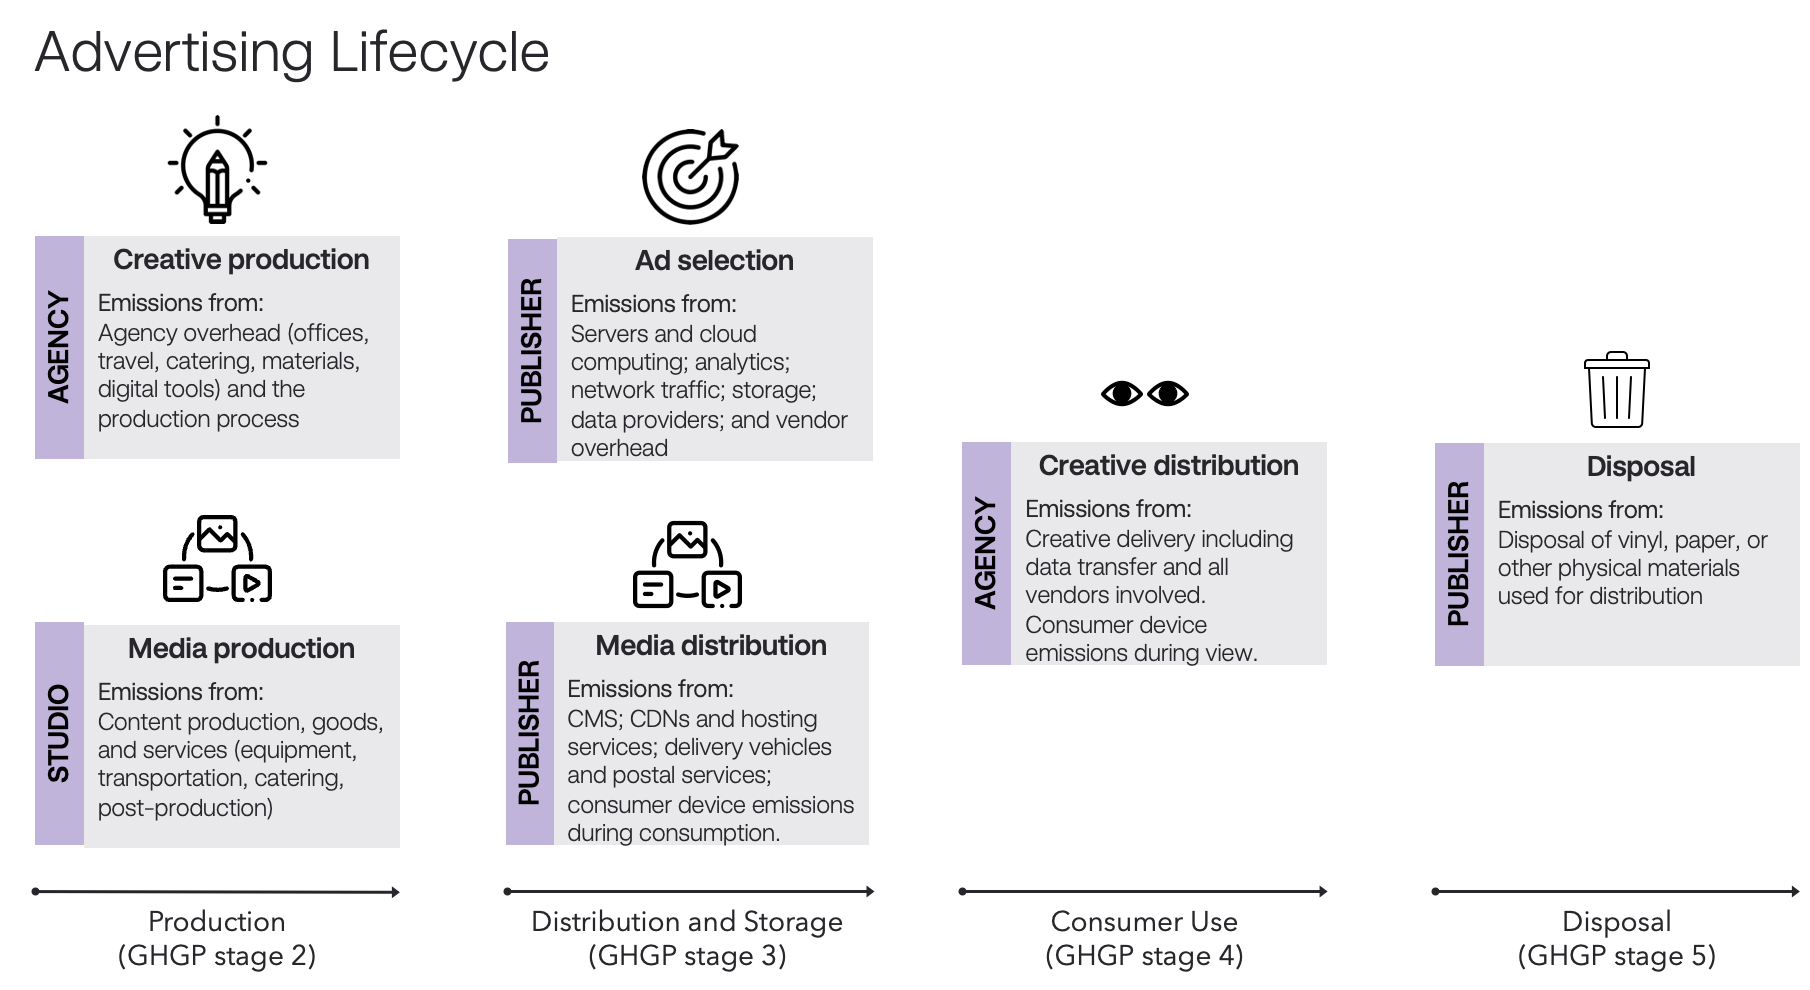 Advertising Lifecycle
AGENCY
Creative production
Emissions from:
Agency overhead (offices,
travel, catering, materials,
digital tools) and the
production process
PUBLISHER
Ad selection
Emissions from:
Servers and cloud
computing; analytics;
network traffic; storage;
data providers; and vendor
overhead
STUDIO
Media production
Emissions from:
Content production, goods,
and services (equipment,
transportation, catering,
post-production)
PUBLISHER
Media distribution
Emissions from:
CMS; CDNs and hosting
services; delivery vehicles
and postal services;
consumer device emissions
during consumption.
AGENCY
Creative distribution
Emissions from:
Creative delivery including
data transfer and all
vendors involved.
Consumer device
emissions during view.
PUBLISHER
Disposal
Emissions from:
Disposal of vinyl, paper, or
other physical materials
used for distribution
Production
(GHGP stage 2)
Distribution and Storage
(GHGP stage 3)
Consumer Use
(GHGP stage 4)
Disposal
(GHGP stage 5)